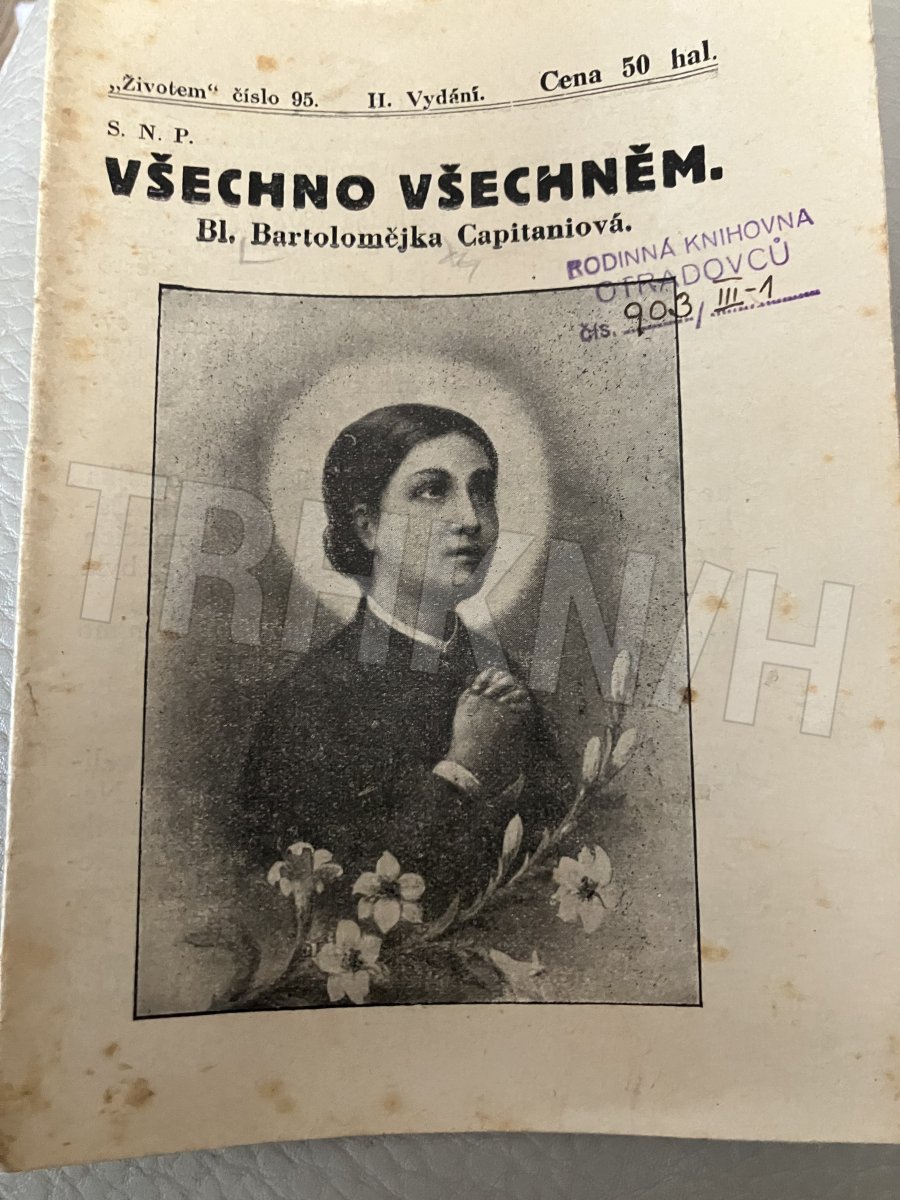 „Životem“ číslo 95. II. Vydání. Cena 50 hal.
S. N. P.
VŠECHNO VŠECHNĚM.
Bl. Bartolomějka Capitaniová.
RODINNÁ KNIHOVNA
OTRADOVCŮ
čís. 903/III-1
TRHKNIH